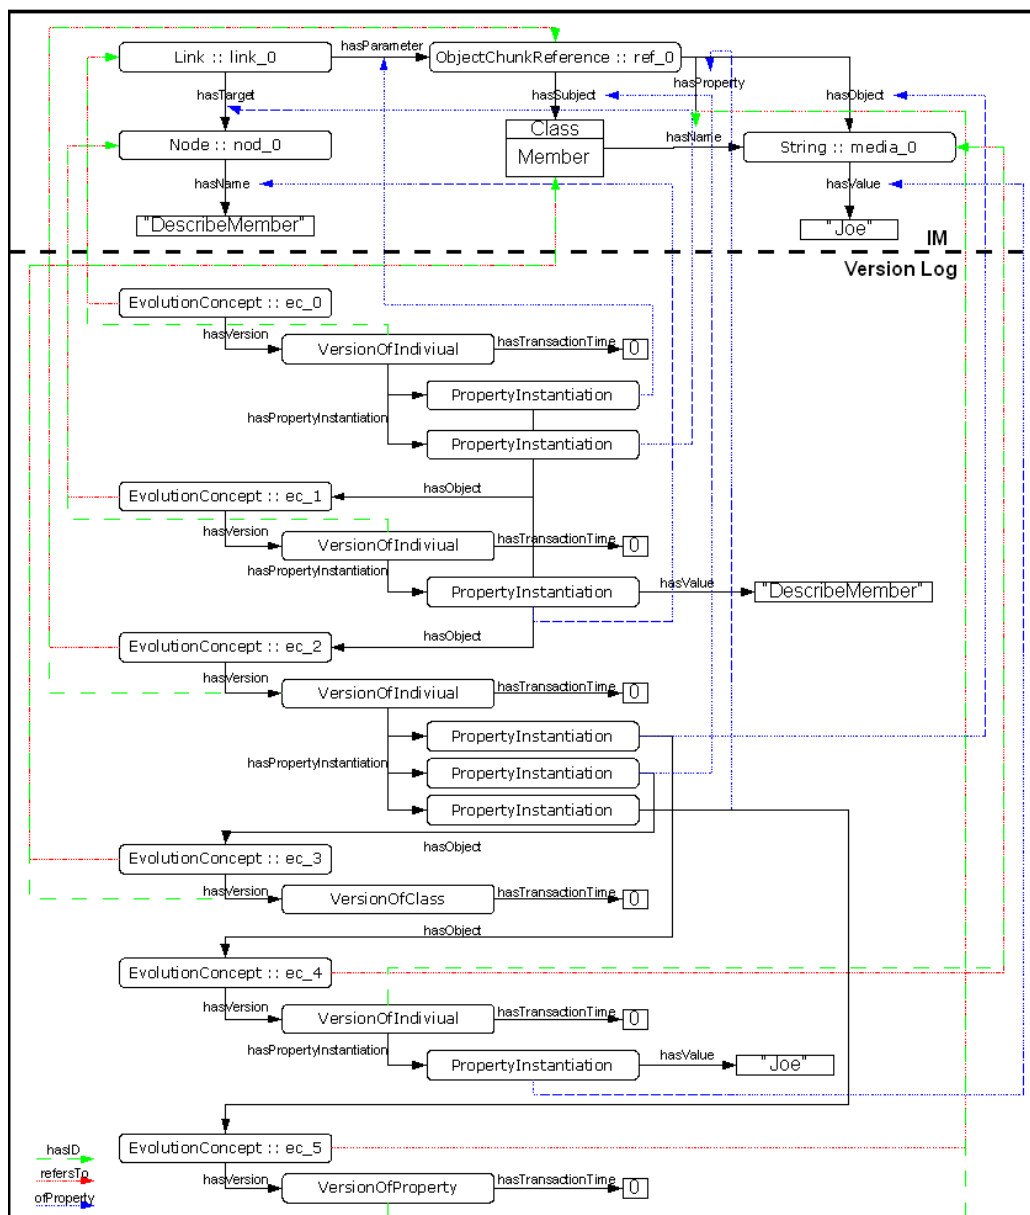 hasParameter
Link :: link_0
ObjectChunkReference :: ref_0
hasProperty
hasTarget
hasSubject
hasObject
Class
Member
hasName
Node :: nod_0
String :: media_0
hasName
hasValue
"DescribeMember"
"Joe"
IM
Version Log
EvolutionConcept :: ec_0
hasVersion
VersionOfIndiviual
hasTransactionTime
0
PropertyInstantiation
hasPropertyInstantiation
PropertyInstantiation
hasObject
EvolutionConcept :: ec_1
hasVersion
VersionOfIndiviual
hasTransactionTime
0
hasPropertyInstantiation
PropertyInstantiation
hasValue
"DescribeMember"
hasObject
EvolutionConcept :: ec_2
hasVersion
VersionOfIndiviual
hasTransactionTime
0
PropertyInstantiation
hasPropertyInstantiation
PropertyInstantiation
PropertyInstantiation
hasObject
EvolutionConcept :: ec_3
hasVersion
VersionOfClass
hasTransactionTime
0
hasObject
EvolutionConcept :: ec_4
hasVersion
VersionOfIndiviual
hasTransactionTime
0
hasPropertyInstantiation
PropertyInstantiation
hasValue
"Joe"
EvolutionConcept :: ec_5
hasVersion
VersionOfProperty
hasTransactionTime
0
hasID
refersTo
ofProperty